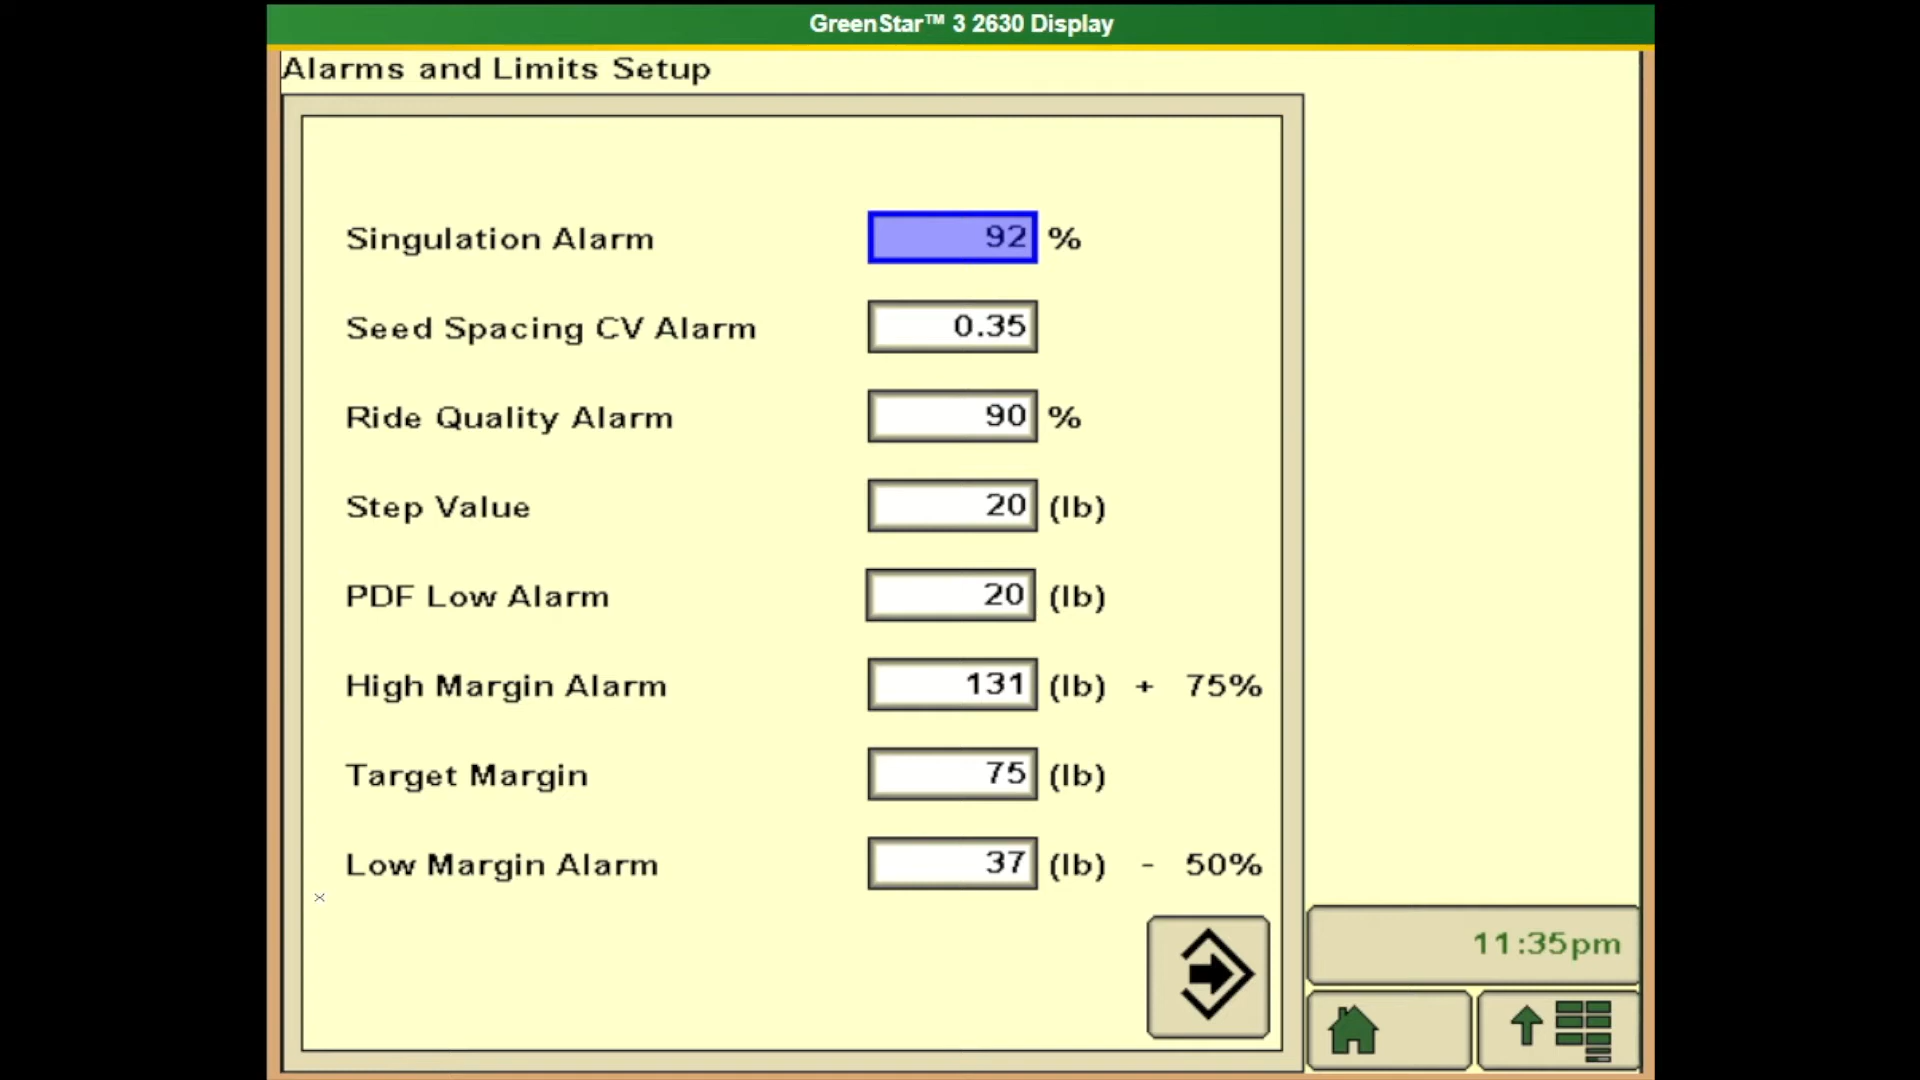 GreenStar™ 3 2630 Display
Alarms and Limits Setup
Singulation Alarm 92 %
Seed Spacing CV Alarm 0.35
Ride Quality Alarm 90 %
Step Value 20 (lb)
PDF Low Alarm 20 (lb)
High Margin Alarm 131 (lb) + 75%
Target Margin 75 (lb)
Low Margin Alarm 37 (lb) - 50%
11:35pm